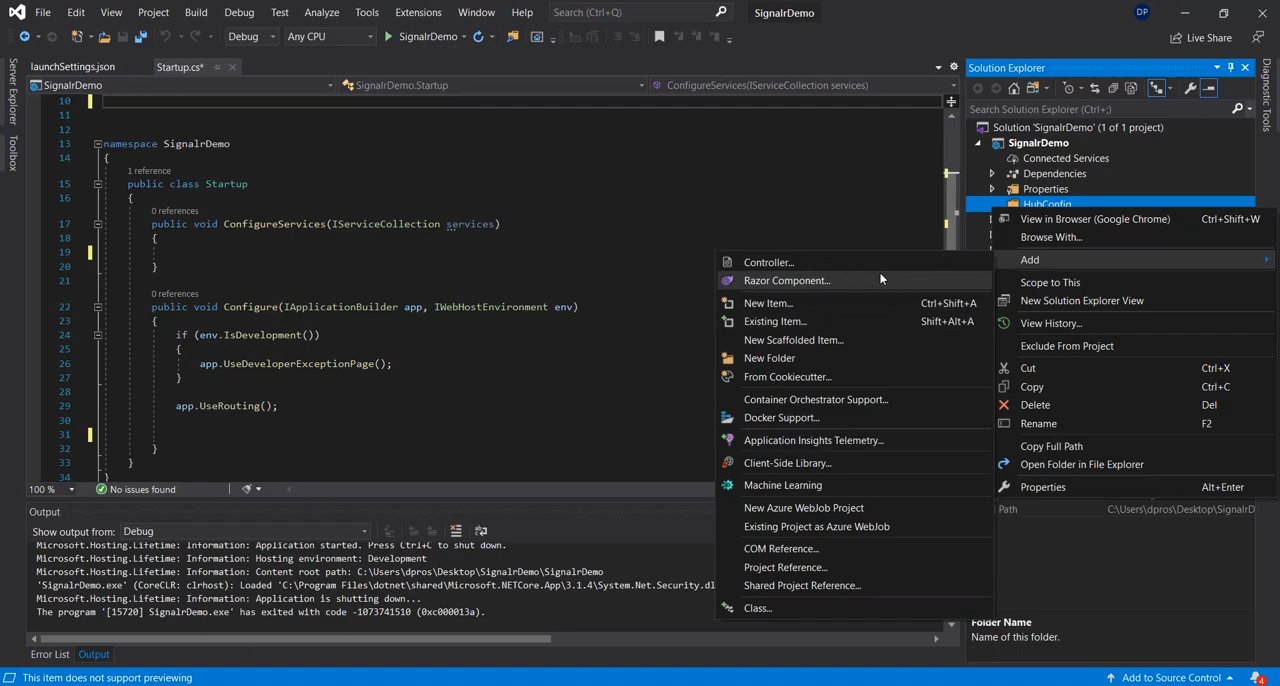 File Edit View Project Build Debug Test Analyze Tools Extensions Window Help Search (Ctrl+Q) SignalrDemo DP
Debug Any CPU SignalrDemo Live Share
Server Explorer
Toolbox
launchSettings.json Startup.cs*
SignalrDemo SignalrDemo.Startup ConfigureServices(IServiceCollection services)
10
11
12
13 namespace SignalrDemo
14 {
1 reference
15 public class Startup
16 {
0 references
17 public void ConfigureServices(IServiceCollection services)
18 {
19
20 }
21
0 references
22 public void Configure(IApplicationBuilder app, IWebHostEnvironment env)
23 {
24 if (env.IsDevelopment())
25 {
26 app.UseDeveloperExceptionPage();
27 }
28
29 app.UseRouting();
30
31
32 }
33 }
34 }
100 % No issues found
Output
Show output from: Debug
Microsoft.Hosting.Lifetime: Information: Application started. Press Ctrl+C to shut down.
Microsoft.Hosting.Lifetime: Information: Hosting environment: Development
Microsoft.Hosting.Lifetime: Information: Content root path: C:\Users\dpros\Desktop\SignalrDemo\SignalrDemo
'SignalrDemo.exe' (CoreCLR: clrhost): Loaded 'C:\Program Files\dotnet\shared\Microsoft.NETCore.App\3.1.4\System.Net.Security.dl
Microsoft.Hosting.Lifetime: Information: Application is shutting down...
The program '[15720] SignalrDemo.exe' has exited with code -1073741510 (0xc000013a).
Error List Output
Controller...
Razor Component...
New Item... Ctrl+Shift+A
Existing Item... Shift+Alt+A
New Scaffolded Item...
New Folder
From Cookiecutter...
Container Orchestrator Support...
Docker Support...
Application Insights Telemetry...
Client-Side Library...
Machine Learning
New Azure WebJob Project
Existing Project as Azure WebJob
COM Reference...
Project Reference...
Shared Project Reference...
Class...
Solution Explorer
Search Solution Explorer (Ctrl+;)
Solution 'SignalrDemo' (1 of 1 project)
SignalrDemo
Connected Services
Dependencies
Properties
HubConfig
View in Browser (Google Chrome) Ctrl+Shift+W
Browse With...
Add
Scope to This
New Solution Explorer View
View History...
Exclude From Project
Cut Ctrl+X
Copy Ctrl+C
Delete Del
Rename F2
Copy Full Path
Open Folder in File Explorer
Properties Alt+Enter
Path C:\Users\dpros\Desktop\SignalrD
Folder Name
Name of this folder.
Diagnostic Tools
This item does not support previewing Add to Source Control 4